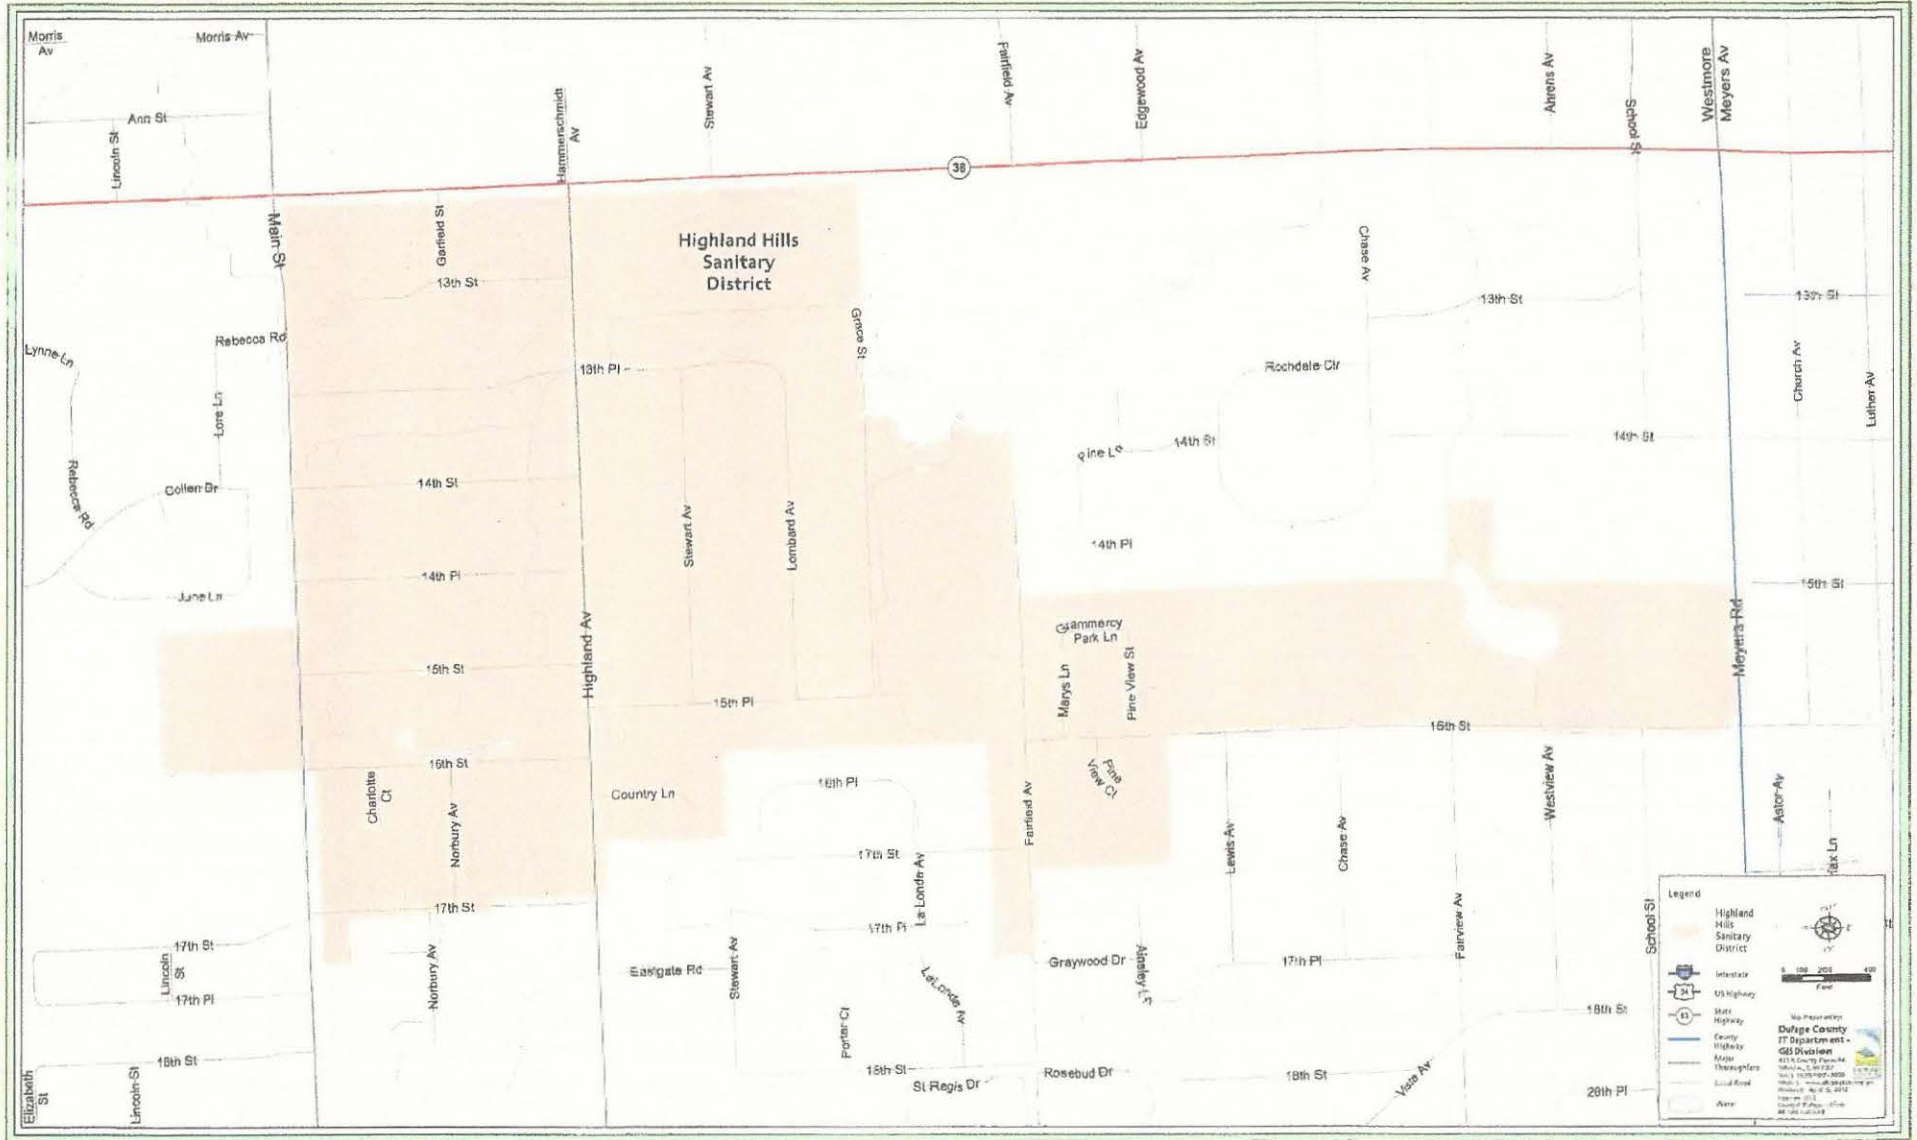 Morris
Av
Morris Av
Ann St
Lincoln St
Hammerschmidt
Av
Stewart Av
Fairfield Av
Edgewood Av
Ahrens Av
School St
Westmore
Meyers Av
38
Main St
Garfield St
13th St
Highland Hills
Sanitary
District
Chase Av
13th St
13th St
Grace St
Rebecca Rd
Lynne Ln
13th Pl
Rochdale Cir
Church Av
Luther Av
Lore Ln
Pine Ln
14th St
14th St
Rebecca Rd
Collen Dr
14th St
Stewart Av
Lombard Av
14th Pl
14th Pl
June Ln
15th St
Highland Av
Grammercy
Park Ln
Meyers Rd
15th St
Marys Ln
Pine View St
15th Pl
16th St
16th St
Charlotte
Ct
Norbury Av
Country Ln
16th Pl
Pine
View Ct
Fairfield Av
Westview Av
Astor Av
Lewis Av
Chase Av
17th St
La Londe Av
17th St
17th Pl
Fairview Av
School St
17th St
Lincoln
St
17th Pl
Norbury Av
Eastgate Rd
Stewart Av
LaLonde Av
Graywood Dr
Ainsley Ln
17th Pl
Porter Ct
18th St
18th St
Elizabeth
St
Lincoln St
18th St
St Regis Dr
Rosebud Dr
18th St
Vista Av
20th Pl
Legend
Highland
Hills
Sanitary
District
Interstate
US Highway
State
Highway
County
Highway
Major
Thoroughfare
Local Road
Water
0 100 200 400
Feet
DuPage County
IT Department -
GIS Division